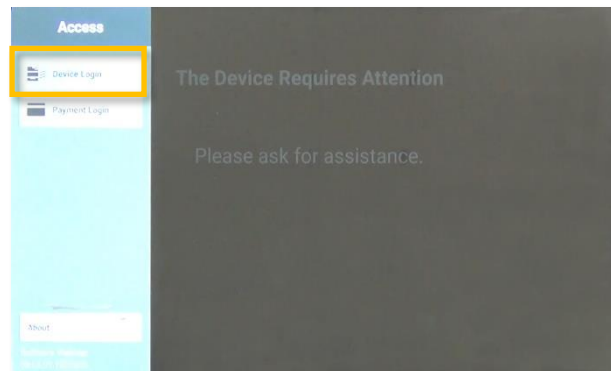 Access
Device Login
Payment Login
The Device Requires Attention
Please ask for assistance.
About